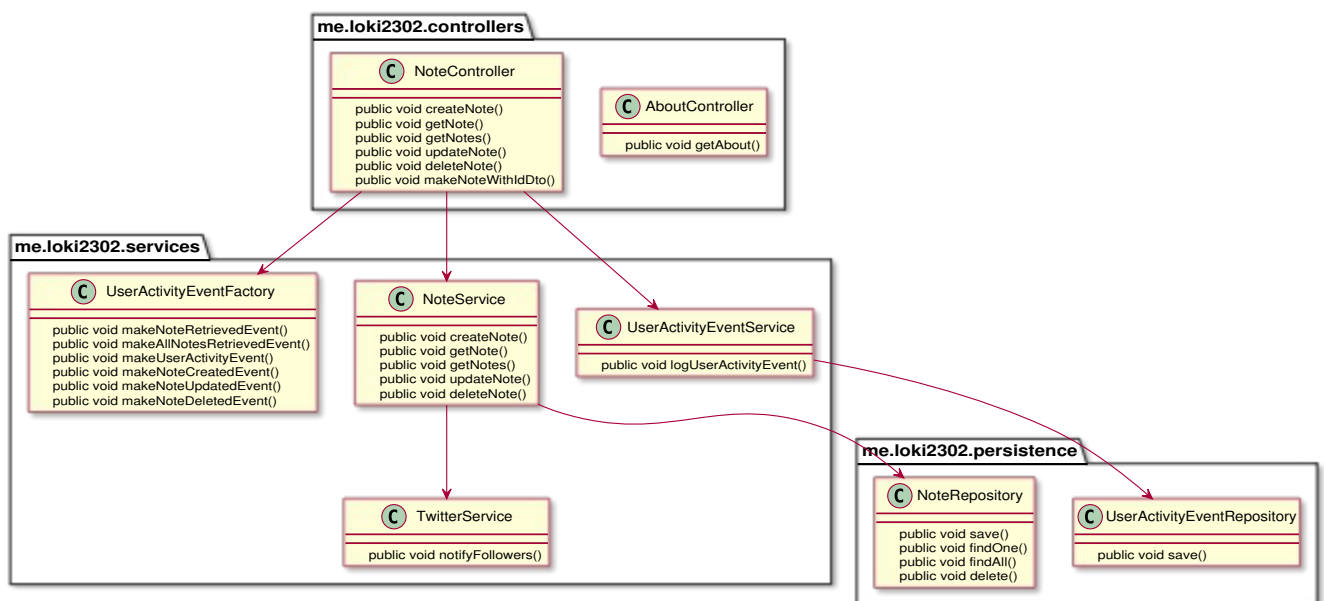 me.loki2302.controllers
C NoteController
public void createNote()
public void getNote()
public void getNotes()
public void updateNote()
public void deleteNote()
public void makeNoteWithIdDto()
C AboutController
public void getAbout()
me.loki2302.services
C UserActivityEventFactory
public void makeNoteRetrievedEvent()
public void makeAllNotesRetrievedEvent()
public void makeUserActivityEvent()
public void makeNoteCreatedEvent()
public void makeNoteUpdatedEvent()
public void makeNoteDeletedEvent()
C NoteService
public void createNote()
public void getNote()
public void getNotes()
public void updateNote()
public void deleteNote()
C UserActivityEventService
public void logUserActivityEvent()
C TwitterService
public void notifyFollowers()
me.loki2302.persistence
C NoteRepository
public void save()
public void findOne()
public void findAll()
public void delete()
C UserActivityEventRepository
public void save()